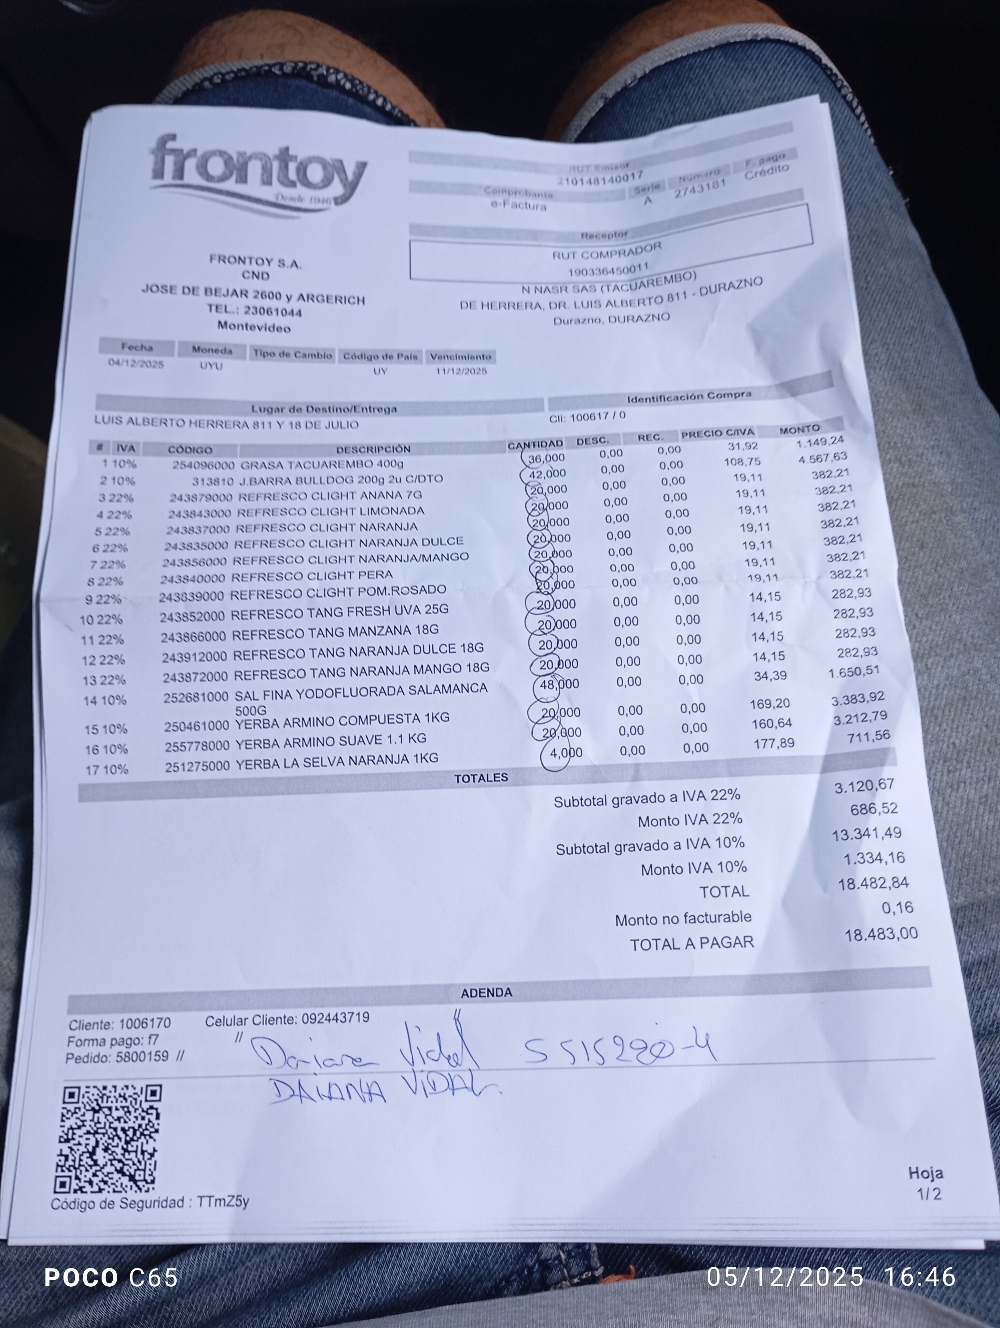 frontoy
Desde 1946
RUT Emisor
210148140017
Comprobante Serie Número F. pago
e-Factura A 2743181 Crédito
Receptor
RUT COMPRADOR
190336450011
N NASR SAS (TACUAREMBO)
DE HERRERA, DR. LUIS ALBERTO 811 - DURAZNO
Durazno, DURAZNO
FRONTOY S.A.
CND
JOSE DE BEJAR 2600 y ARGERICH
TEL.: 23061044
Montevideo
Fecha Moneda Tipo de Cambio Código de País Vencimiento
04/12/2025 UYU UY 11/12/2025
Lugar de Destino/Entrega Identificación Compra
LUIS ALBERTO HERRERA 811 Y 18 DE JULIO Cli: 100617 / 0
# IVA CÓDIGO DESCRIPCIÓN CANTIDAD DESC. REC. PRECIO C/IVA MONTO
1 10% 254096000 GRASA TACUAREMBO 400g 36,000 0,00 0,00 31,92 1.149,24
2 10% 313810 J.BARRA BULLDOG 200g 2u C/DTO 42,000 0,00 0,00 108,75 4.567,63
3 22% 243879000 REFRESCO CLIGHT ANANA 7G 20,000 0,00 0,00 19,11 382,21
4 22% 243843000 REFRESCO CLIGHT LIMONADA 20,000 0,00 0,00 19,11 382,21
5 22% 243837000 REFRESCO CLIGHT NARANJA 20,000 0,00 0,00 19,11 382,21
6 22% 243835000 REFRESCO CLIGHT NARANJA DULCE 20,000 0,00 0,00 19,11 382,21
7 22% 243856000 REFRESCO CLIGHT NARANJA/MANGO 20,000 0,00 0,00 19,11 382,21
8 22% 243840000 REFRESCO CLIGHT PERA 20,000 0,00 0,00 19,11 382,21
9 22% 243839000 REFRESCO CLIGHT POM.ROSADO 20,000 0,00 0,00 19,11 382,21
10 22% 243852000 REFRESCO TANG FRESH UVA 25G 20,000 0,00 0,00 14,15 282,93
11 22% 243866000 REFRESCO TANG MANZANA 18G 20,000 0,00 0,00 14,15 282,93
12 22% 243912000 REFRESCO TANG NARANJA DULCE 18G 20,000 0,00 0,00 14,15 282,93
13 22% 243872000 REFRESCO TANG NARANJA MANGO 18G 20,000 0,00 0,00 14,15 282,93
14 10% 252681000 SAL FINA YODOFLUORADA SALAMANCA 48,000 0,00 0,00 34,39 1.650,51
500G
15 10% 250461000 YERBA ARMINO COMPUESTA 1KG 20,000 0,00 0,00 169,20 3.383,92
16 10% 255778000 YERBA ARMINO SUAVE 1.1 KG 20,000 0,00 0,00 160,64 3.212,79
17 10% 251275000 YERBA LA SELVA NARANJA 1KG 4,000 0,00 0,00 177,89 711,56
TOTALES
Subtotal gravado a IVA 22% 3.120,67
Monto IVA 22% 686,52
Subtotal gravado a IVA 10% 13.341,49
Monto IVA 10% 1.334,16
TOTAL 18.482,84
Monto no facturable 0,16
TOTAL A PAGAR 18.483,00
ADENDA
Cliente: 1006170 Celular Cliente: 092443719 //
Forma pago: f7 //
Pedido: 5800159 //
Daiana Vidal 5515220-4
DAIANA VIDAL
Código de Seguridad : TTmZ5y
Hoja
1/2
POCO C65 05/12/2025 16:46